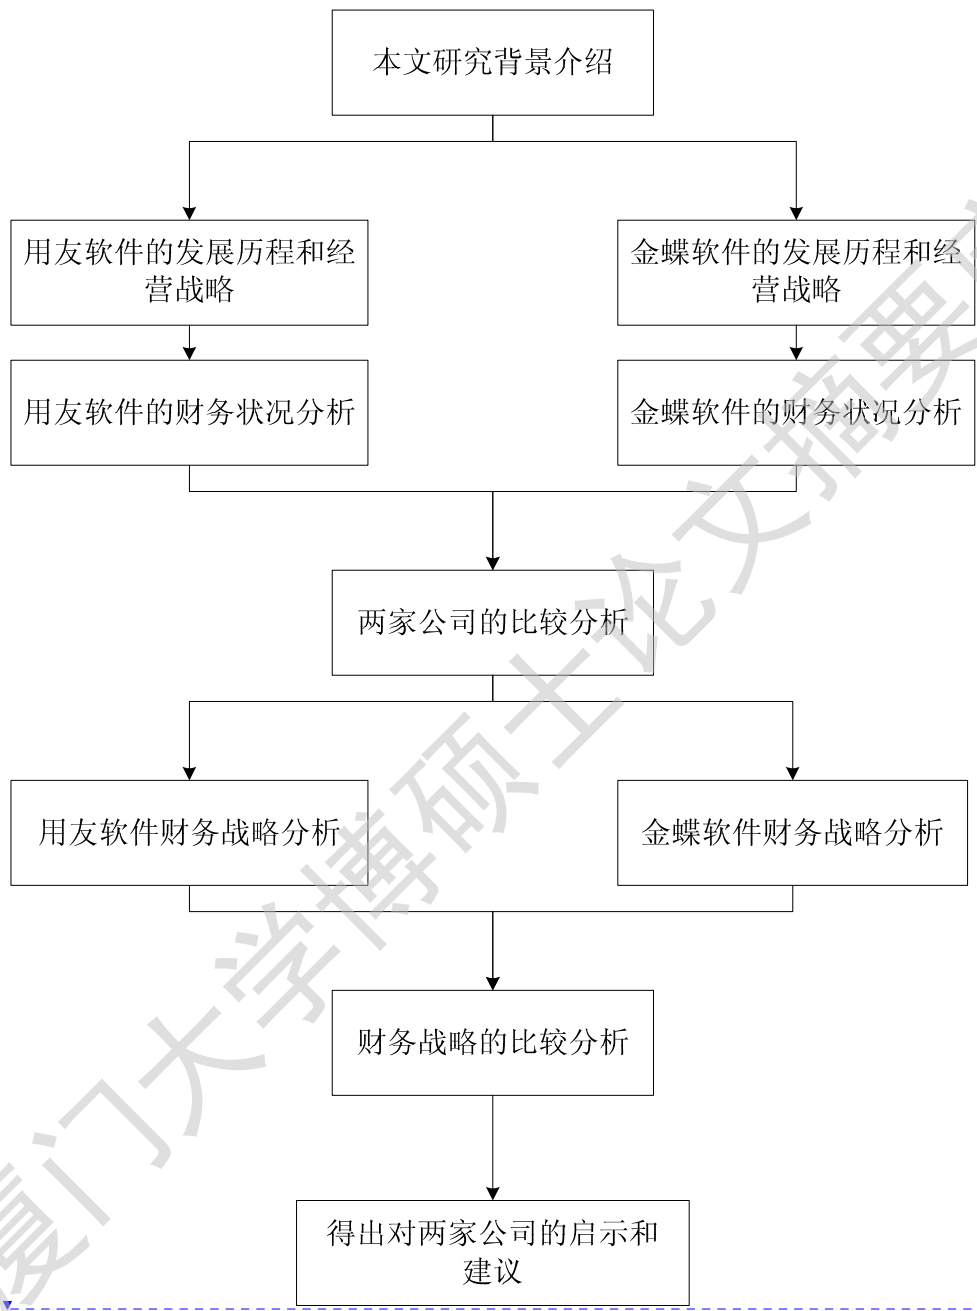 本文研究背景介绍
用友软件的发展历程和经
营战略
金蝶软件的发展历程和经
营战略
用友软件的财务状况分析
金蝶软件的财务状况分析
两家公司的比较分析
用友软件财务战略分析
金蝶软件财务战略分析
财务战略的比较分析
得出对两家公司的启示和
建议
厦门大学博硕士论文摘要